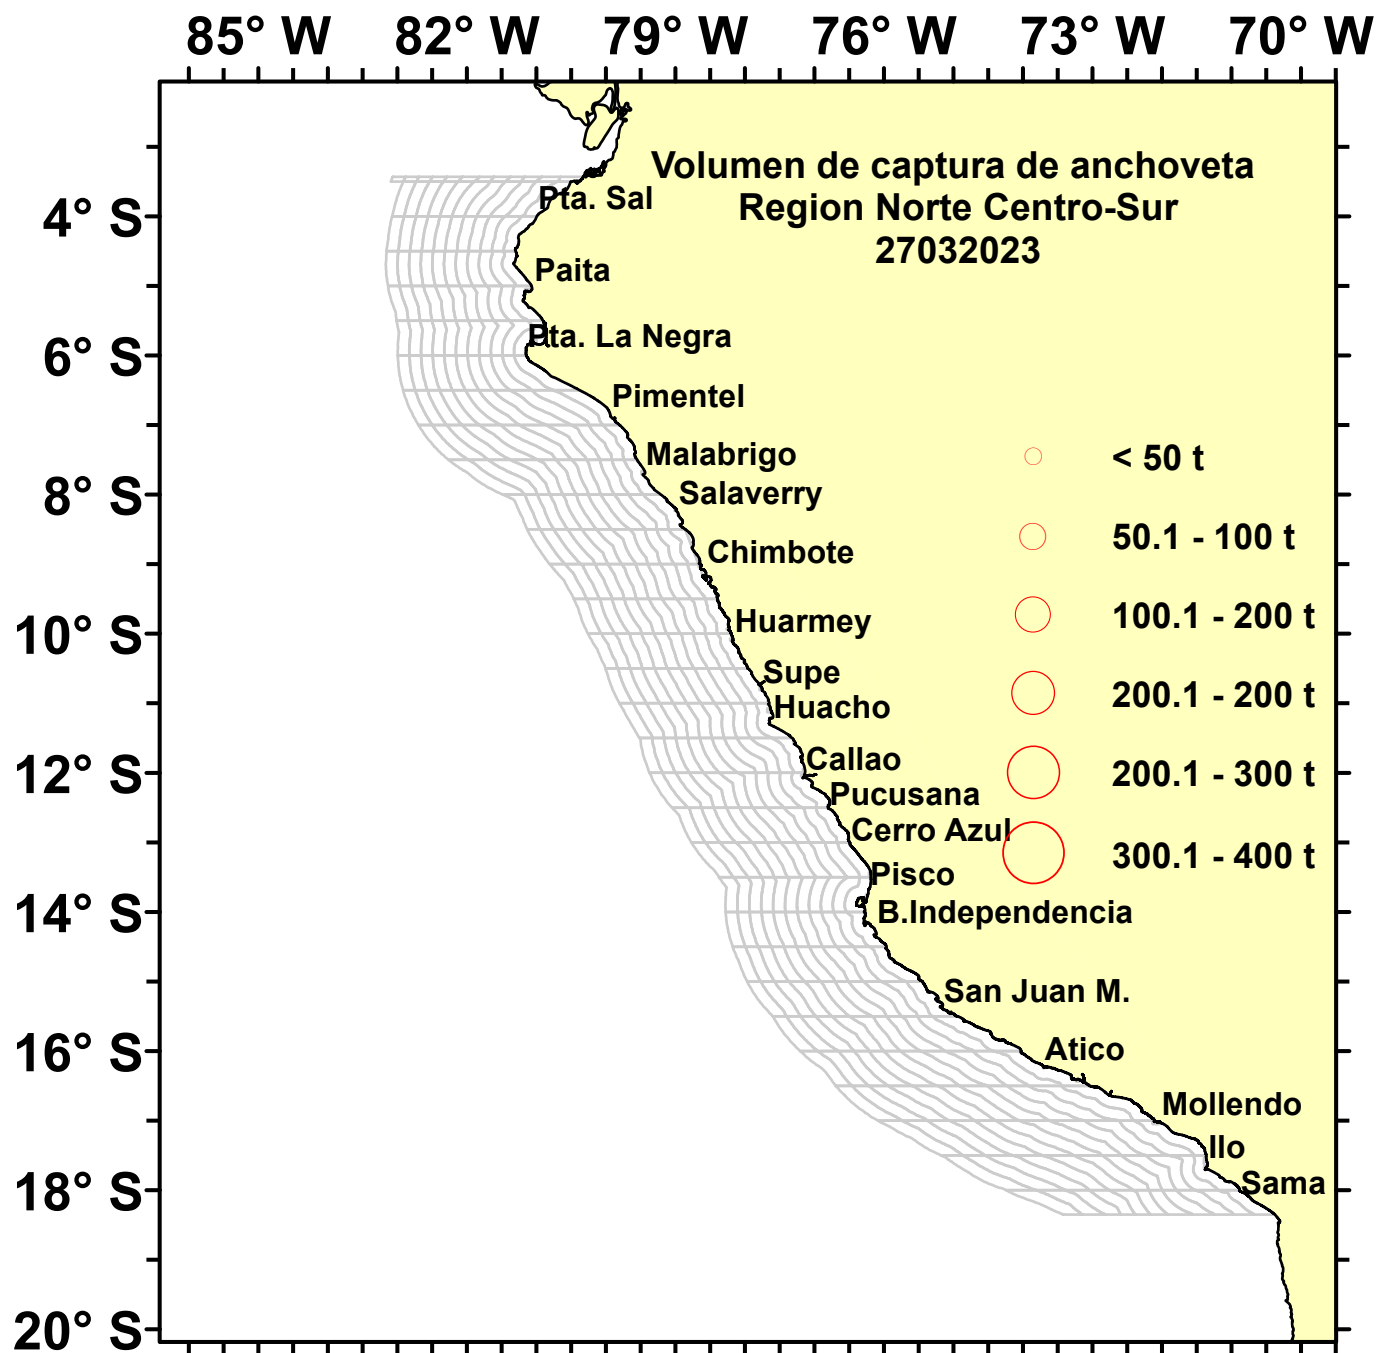 85° W 82° W 79° W 76° W 73° W 70° W
Volumen de captura de anchoveta
Region Norte Centro-Sur
27032023
4° S
6° S
8° S
10° S
12° S
14° S
16° S
18° S
20° S
Pta. Sal
Paita
Pta. La Negra
Pimentel
Malabrigo
Salaverry
Chimbote
Huarmey
Supe
Huacho
Callao
Pucusana
Cerro Azul
Pisco
B.Independencia
San Juan M.
Atico
Mollendo
Ilo
Sama
< 50 t
50.1 - 100 t
100.1 - 200 t
200.1 - 200 t
200.1 - 300 t
300.1 - 400 t